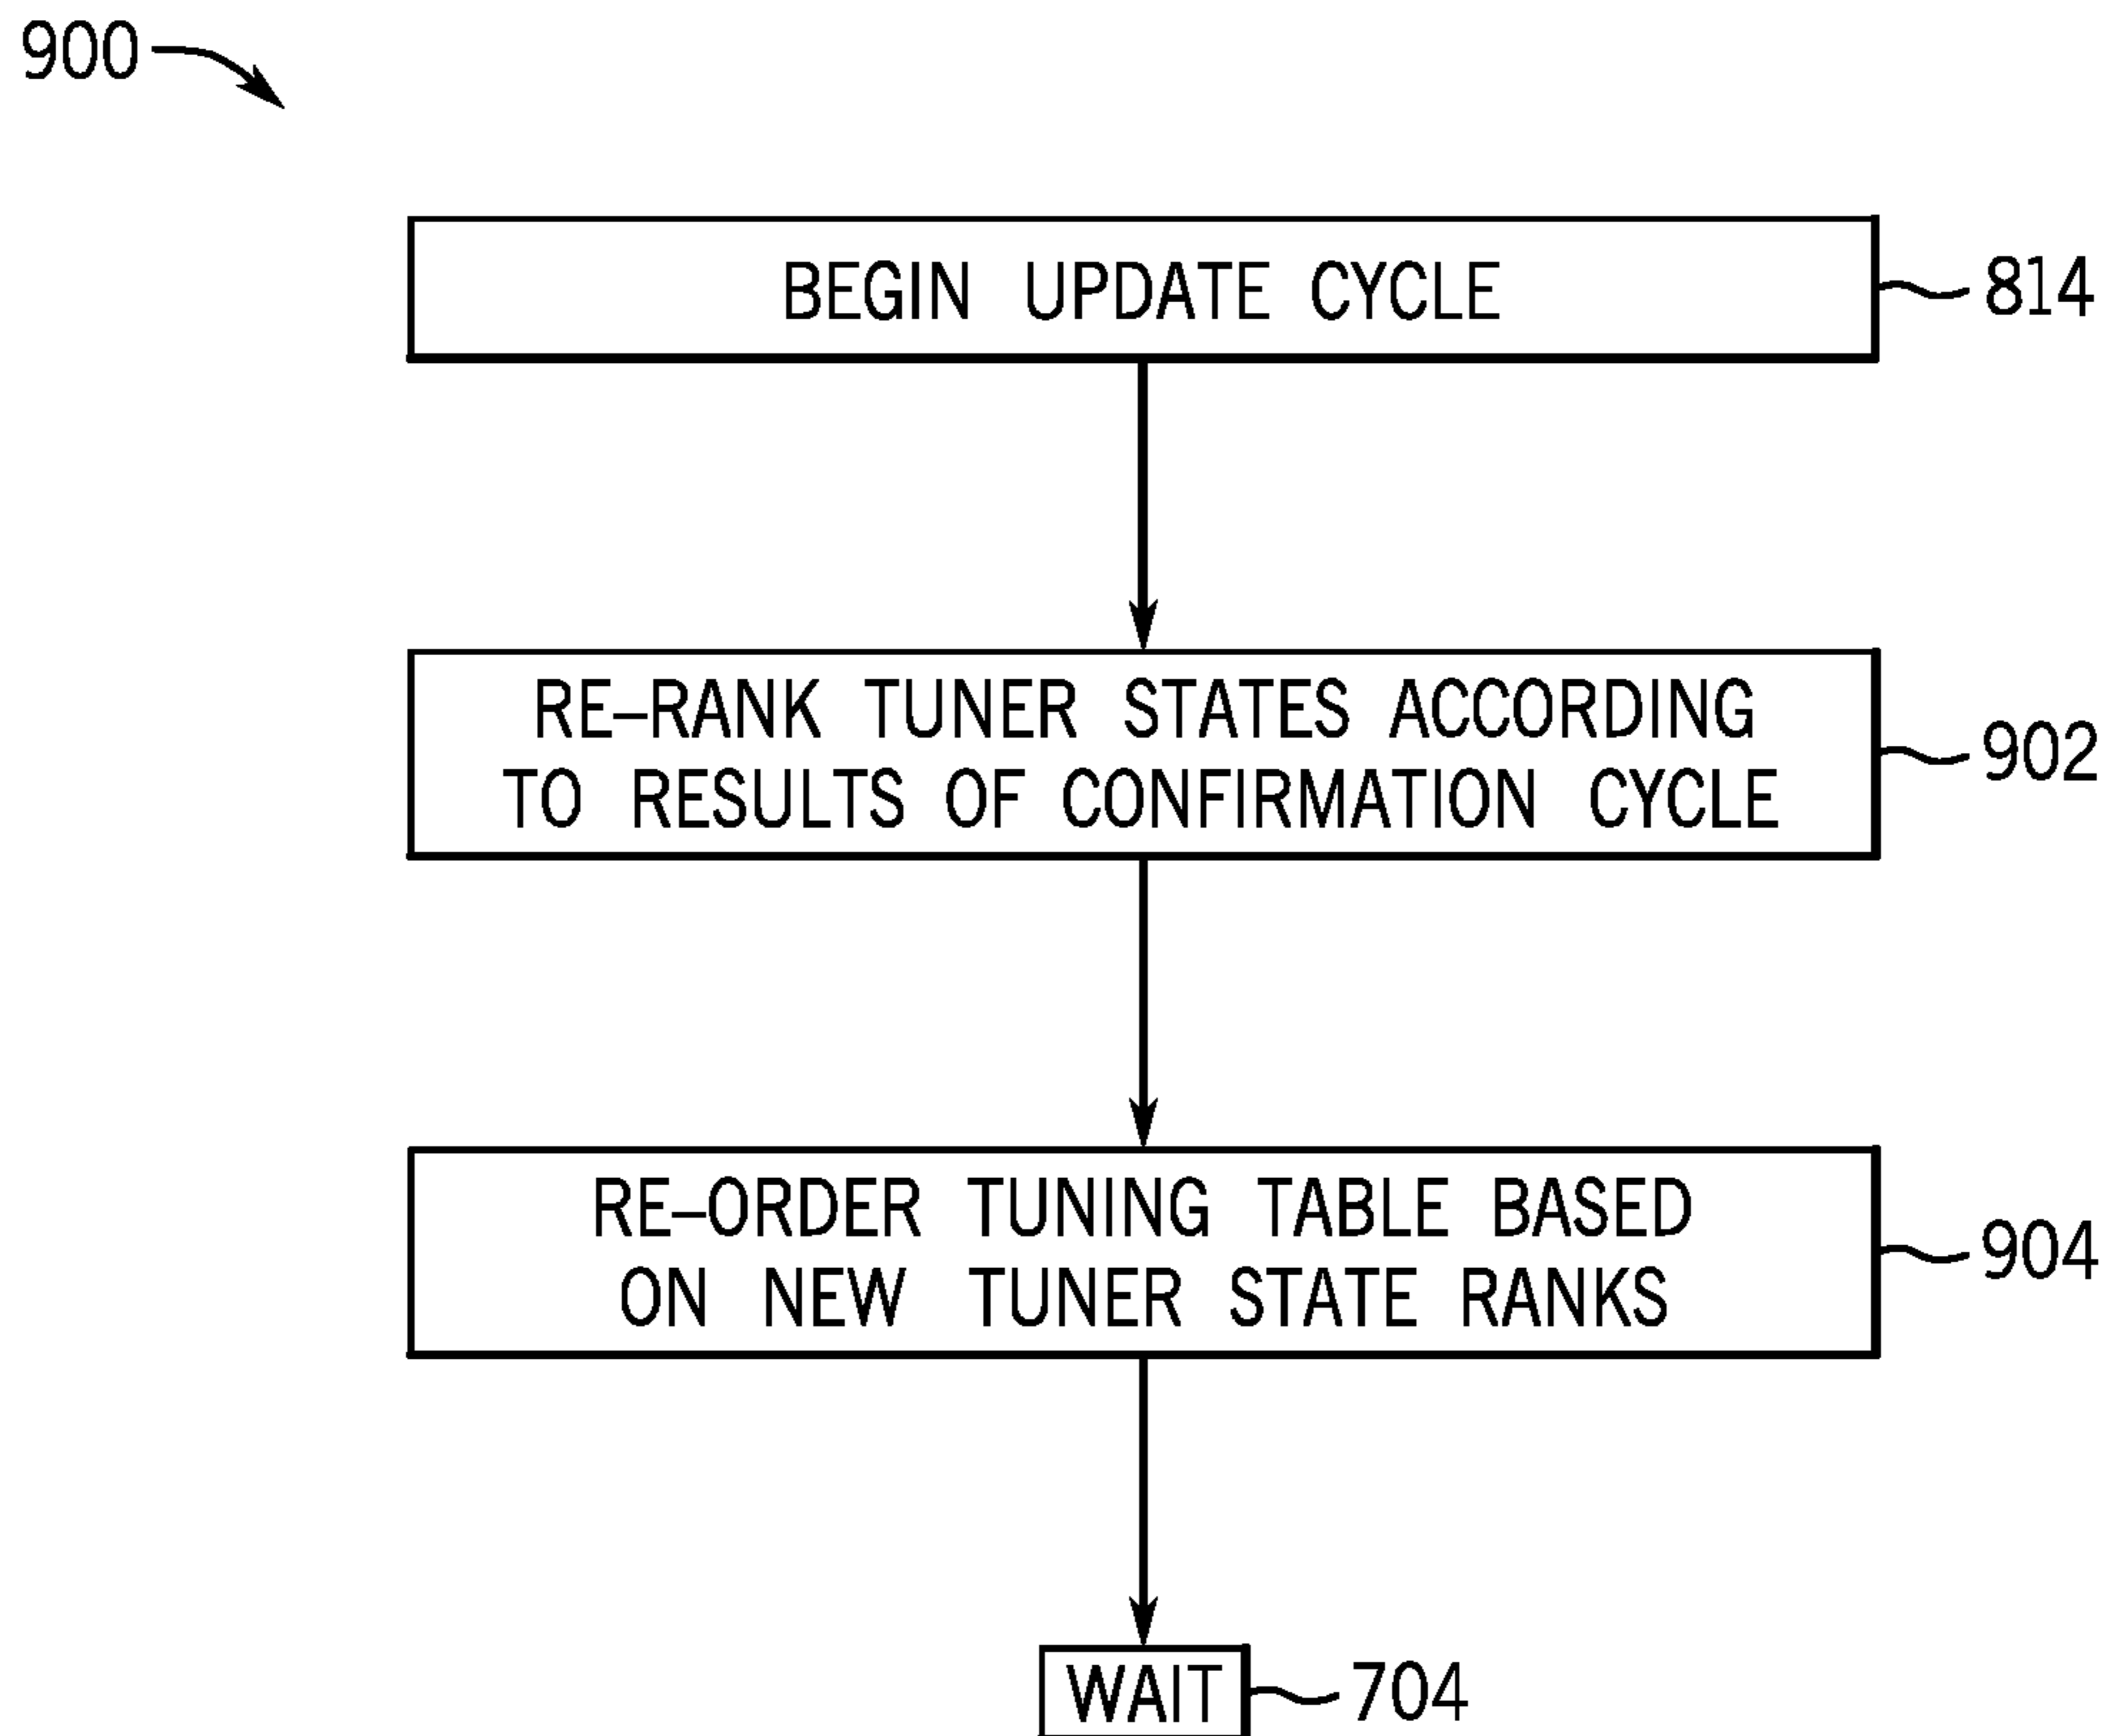 900
BEGIN UPDATE CYCLE
814
RE–RANK TUNER STATES ACCORDING
TO RESULTS OF CONFIRMATION CYCLE
902
RE–ORDER TUNING TABLE BASED
ON NEW TUNER STATE RANKS
904
WAIT
704